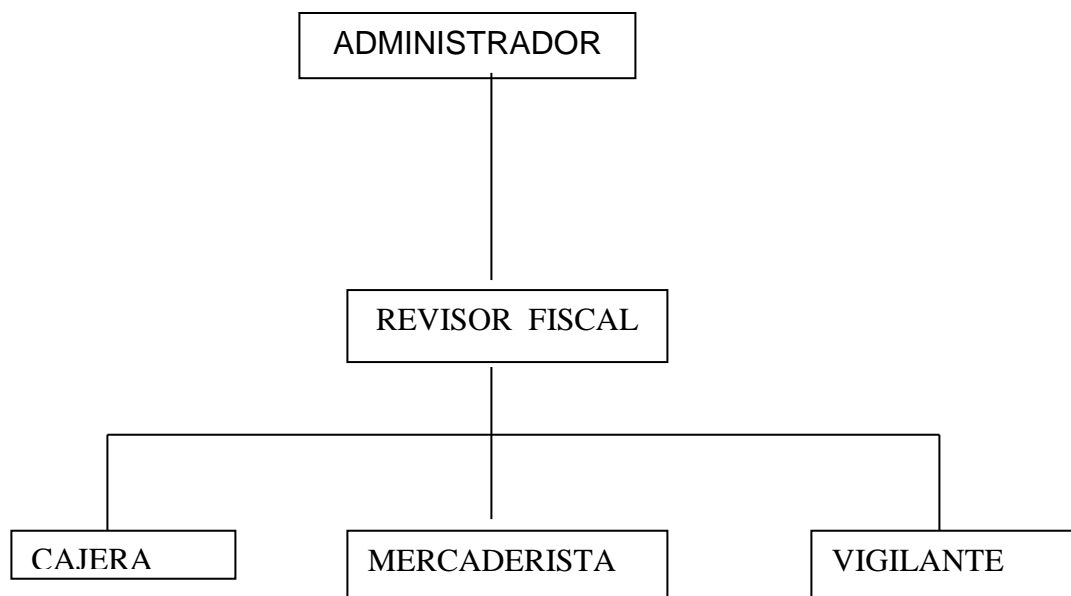 ADMINISTRADOR
REVISOR FISCAL
CAJERA
MERCADERISTA
VIGILANTE